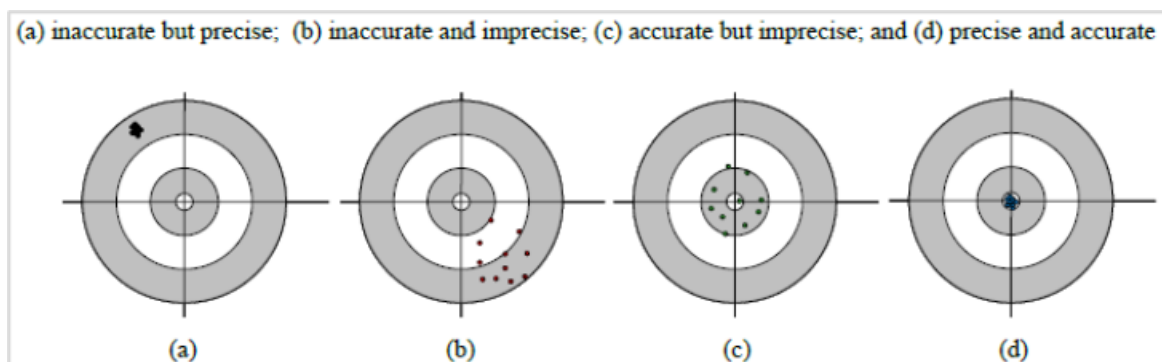 (a) inaccurate but precise; (b) inaccurate and imprecise; (c) accurate but imprecise; and (d) precise and accurate
(a) (b) (c) (d)